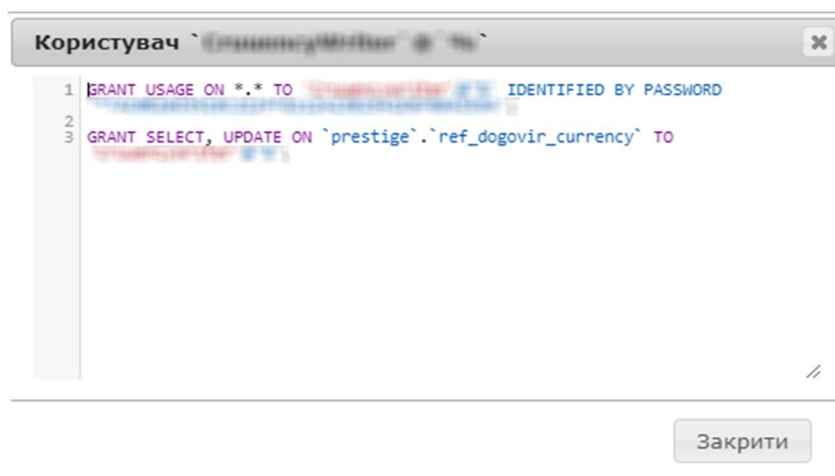 Користувач `
1 GRANT USAGE ON *.* TO IDENTIFIED BY PASSWORD
2
3 GRANT SELECT, UPDATE ON `prestige`.`ref_dogovir_currency` TO
Закрити